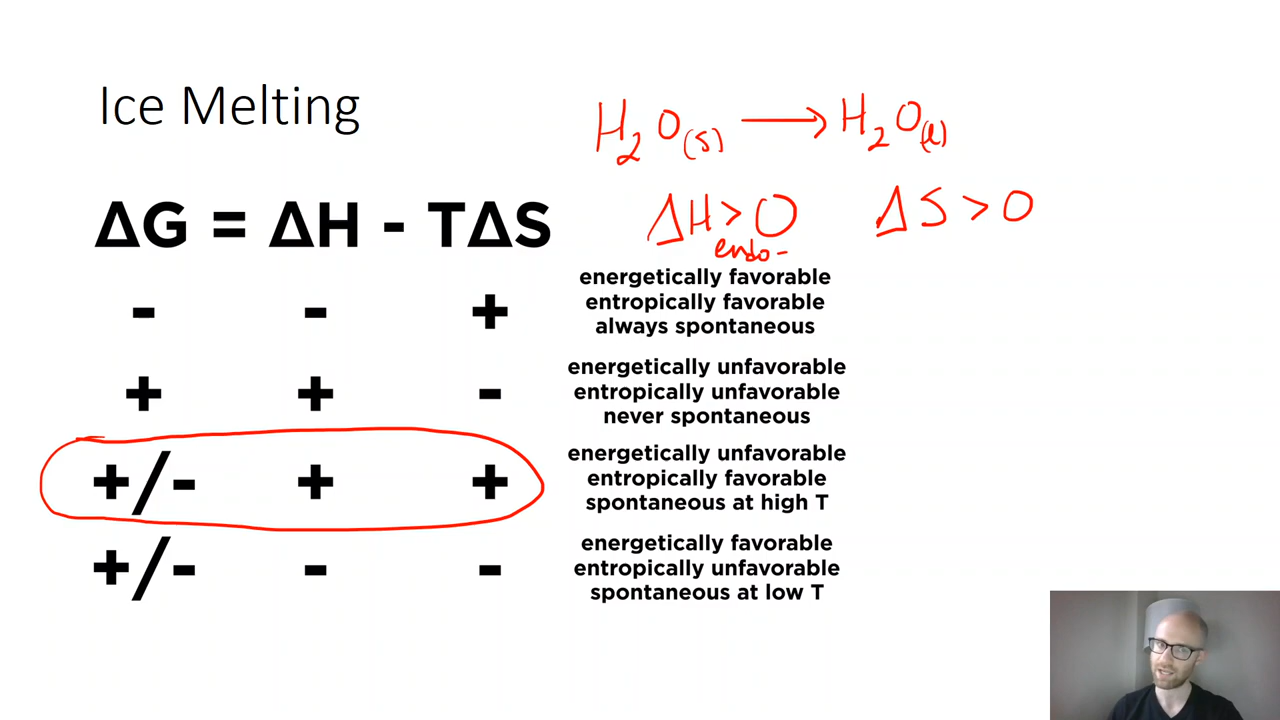 Ice Melting
H₂O(s) ⟶ H₂O(l)
ΔG = ΔH - TΔS
ΔH > 0 ΔS > 0
endo-
- - +
energetically favorable
entropically favorable
always spontaneous
+ + -
energetically unfavorable
entropically unfavorable
never spontaneous
+/- + +
energetically unfavorable
entropically favorable
spontaneous at high T
+/- - -
energetically favorable
entropically unfavorable
spontaneous at low T